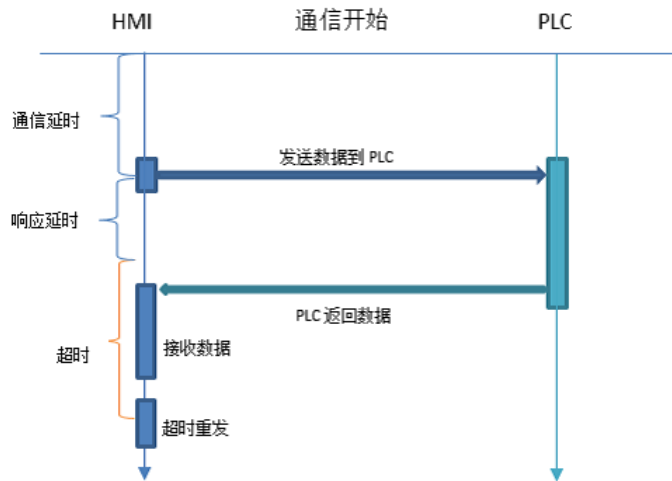 HMI 通信开始 PLC
通信延时
发送数据到 PLC
响应延时
PLC 返回数据
接收数据
超时
超时重发